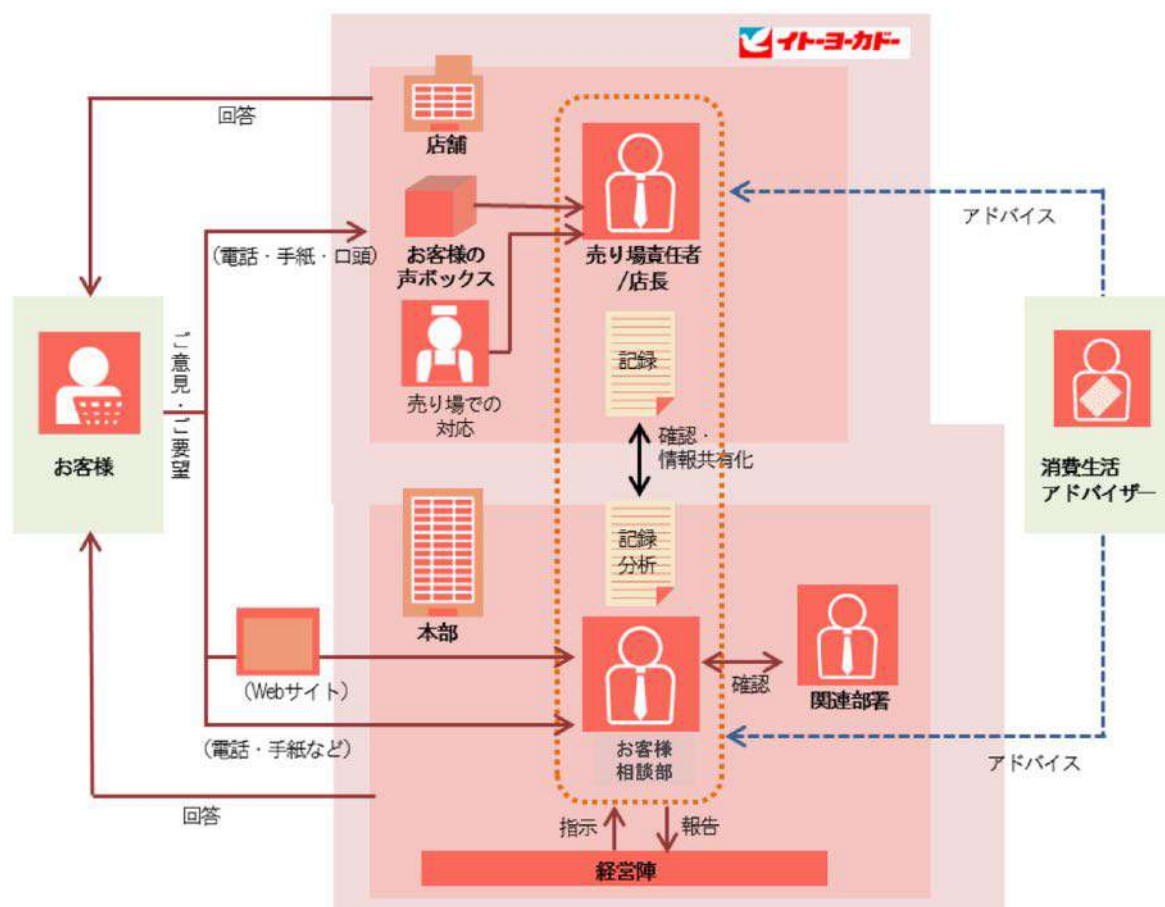 イトーヨーカドー
回答
店舗
(電話・手紙・口頭)
お客様の
声ボックス
売り場責任者
/店長
アドバイス
ご意見・ご要望
お客様
売り場での
対応
記録
確認・
情報共有化
消費生活
アドバイザー
記録
分析
本部
(Webサイト)
確認
関連部署
(電話・手紙など)
お客様
相談部
アドバイス
回答
指示
報告
経営陣